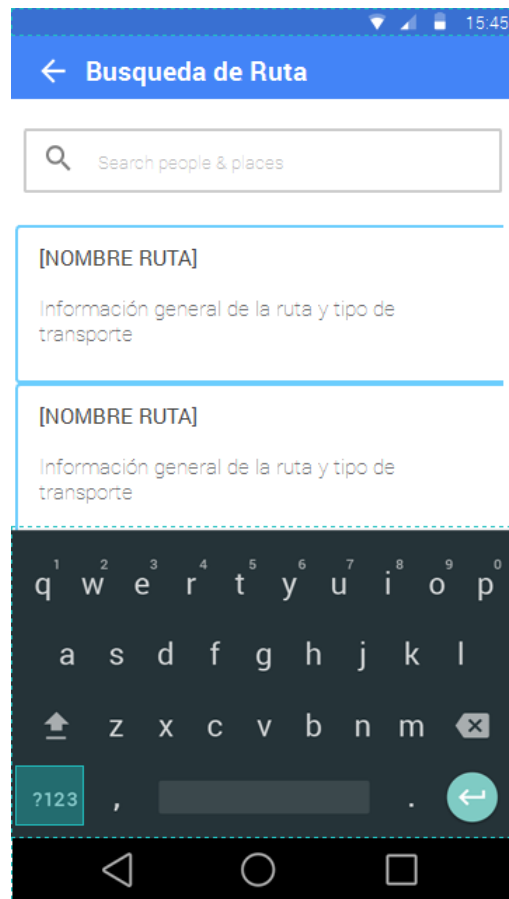 15:45
Busqueda de Ruta
Search people & places
[NOMBRE RUTA]
Información general de la ruta y tipo de
transporte
[NOMBRE RUTA]
Información general de la ruta y tipo de
transporte
1 2 3 4 5 6 7 8 9 0
q w e r t y u i o p
a s d f g h j k l
z x c v b n m
?123 , .